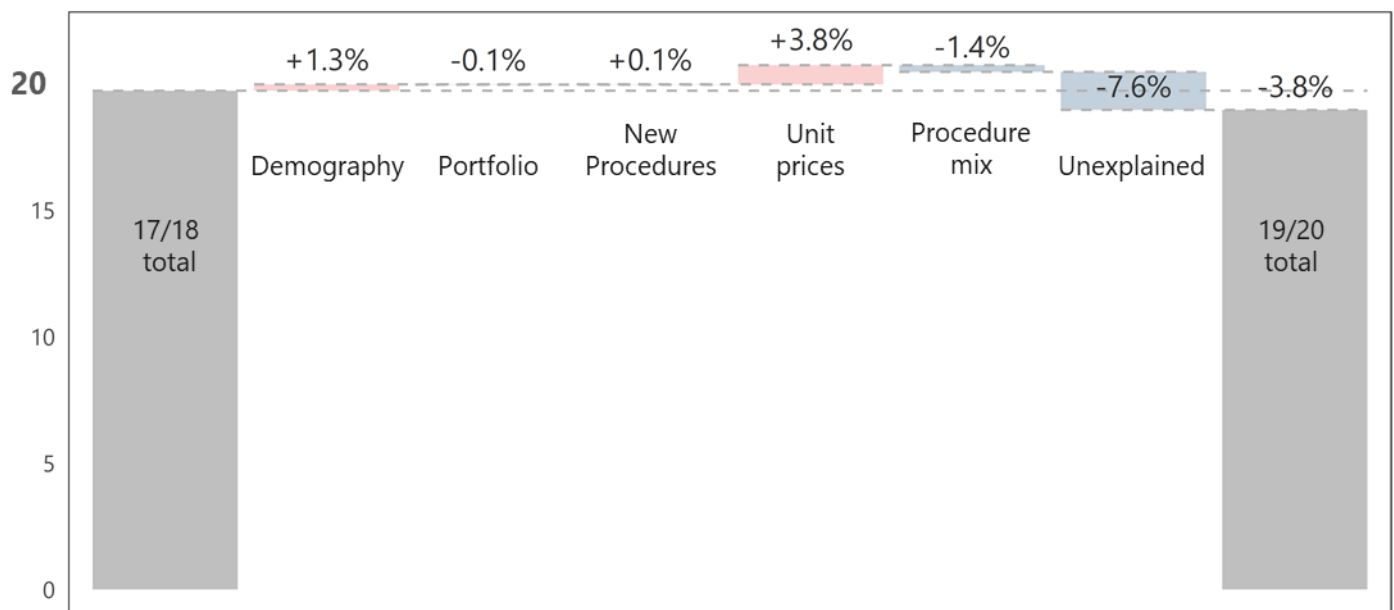 +1.3%
-0.1%
+0.1%
+3.8%
-1.4%
-7.6%
-3.8%
20
15
10
5
0
Demography
Portfolio
New
Procedures
Unit
prices
Procedure
mix
Unexplained
17/18
total
19/20
total